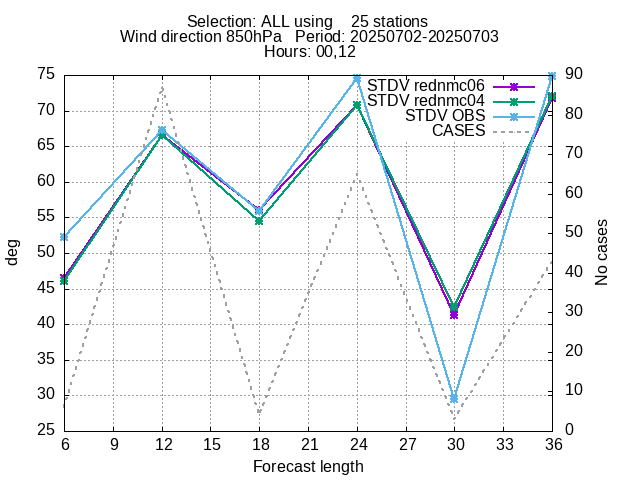 Selection: ALL using    25 stations
Wind direction 850hPa   Period: 20250702-20250703
Hours: 00,12
STDV rednmc06
STDV rednmc04
STDV OBS
CASES
75
70
65
60
55
50
45
40
35
30
25
90
80
70
60
50
40
30
20
10
0
deg
No cases
6 9 12 15 18 21 24 27 30 33 36
Forecast length